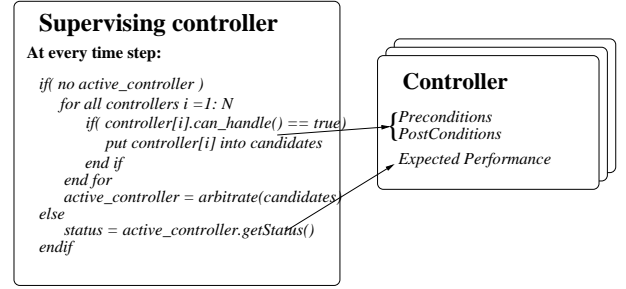 Supervising controller
At every time step:
if( no active_controller )
for all controllers i =1: N
if( controller[i].can_handle() == true)
put controller[i] into candidates
end if
end for
active_controller = arbitrate(candidates)
else
status = active_controller.getStatus()
endif
Controller
{Preconditions
PostConditions
Expected Performance